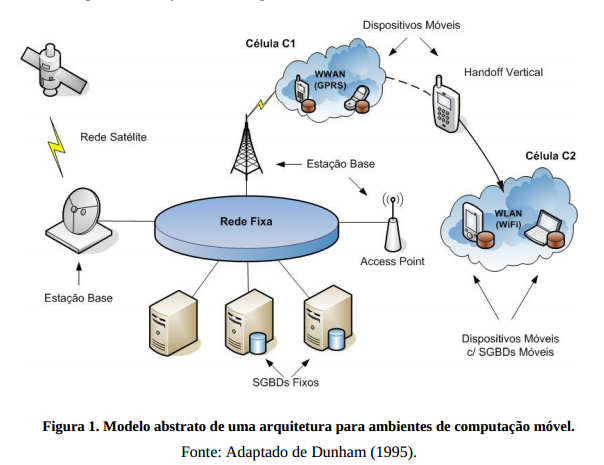 Dispositivos Móveis
Célula C1
WWAN
(GPRS)
Handoff Vertical
Rede Satélite
Estação Base
Célula C2
WLAN
(WiFi)
Rede Fixa
Access Point
Estação Base
Dispositivos Móveis
c/ SGBDs Móveis
SGBDs Fixos
Figura 1. Modelo abstrato de uma arquitetura para ambientes de computação móvel.
Fonte: Adaptado de Dunham (1995).